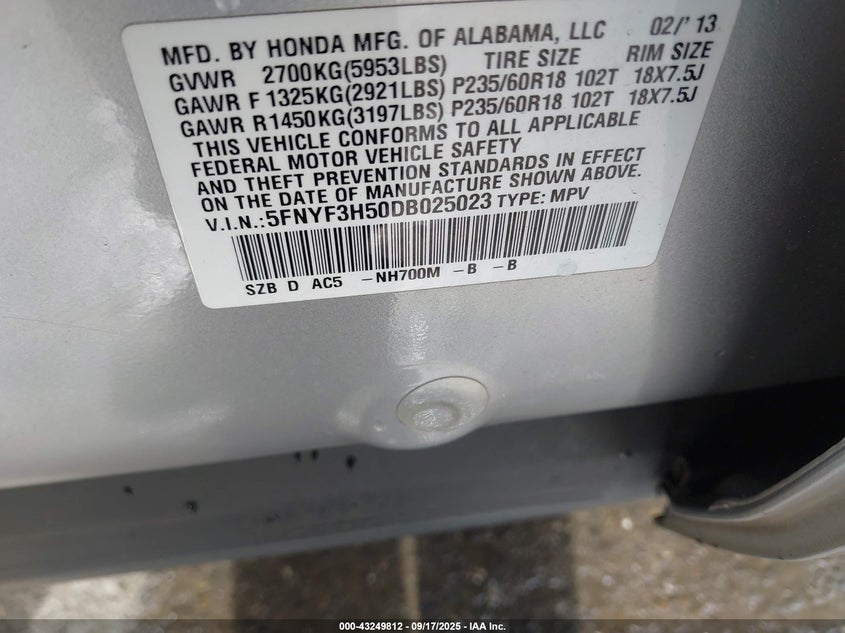 MFD. BY HONDA MFG. OF ALABAMA, LLC 02/' 13
GVWR 2700KG(5953LBS) TIRE SIZE RIM SIZE
GAWR F 1325KG(2921LBS) P235/60R18 102T 18X7.5J
GAWR R1450KG(3197LBS) P235/60R18 102T 18X7.5J
THIS VEHICLE CONFORMS TO ALL APPLICABLE
FEDERAL MOTOR VEHICLE SAFETY
AND THEFT PREVENTION STANDARDS IN EFFECT
ON THE DATE OF MANUFACTURE SHOWN ABOVE.
V.I.N.:5FNYF3H50DB025023 TYPE: MPV
SZB D AC5 -NH700M -B -B
000-43249812 - 09/17/2025 - IAA Inc.